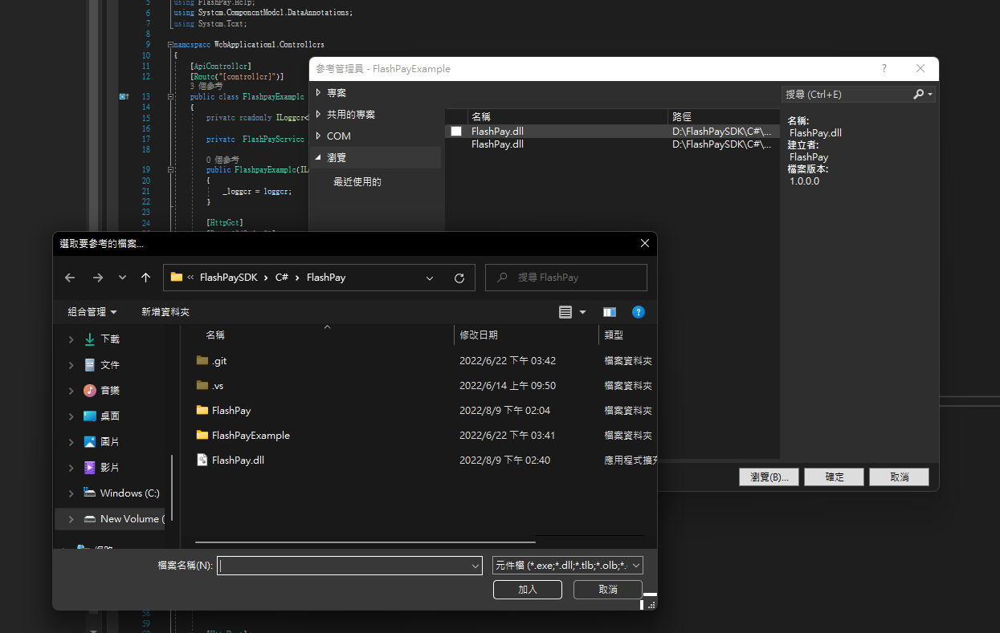 5 using FlashPay.Help;
6 using System.ComponentModel.DataAnnotations;
7 using System.Text;
8
9 namespace WebApplication1.Controllers
10 {
11 [ApiController]
12 [Route("[controller]")]
3 個參考
13 public class FlashpayExample
14 {
15 private readonly ILogger<
16
17 private FlashPayService
18
0 個參考
19 public FlashpayExample(IL
20 {
21 _logger = logger;
22 }
23
24 [HttpGet]
參考管理員 - FlashPayExample
?
專案
共用的專案
COM
瀏覽
最近使用的
搜尋 (Ctrl+E)
名稱 路徑
FlashPay.dll D:\FlashPaySDK\C#\...
FlashPay.dll D:\FlashPaySDK\C#\...
名稱:
FlashPay.dll
建立者:
FlashPay
檔案版本:
1.0.0.0
瀏覽(B)... 確定 取消
選取要參考的檔案...
« FlashPaySDK › C# › FlashPay
搜尋 FlashPay
組合管理 新增資料夾
?
下載
文件
音樂
桌面
圖片
影片
Windows (C:)
New Volume (
網路
名稱 修改日期 類型
.git 2022/6/22 下午 03:42 檔案資料夾
.vs 2022/6/14 上午 09:50 檔案資料夾
FlashPay 2022/8/9 下午 02:04 檔案資料夾
FlashPayExample 2022/6/22 下午 03:41 檔案資料夾
FlashPay.dll 2022/8/9 下午 02:40 應用程式擴充
檔案名稱(N):
元件檔 (*.exe;*.dll;*.tlb;*.olb;*.
加入 取消
58
59